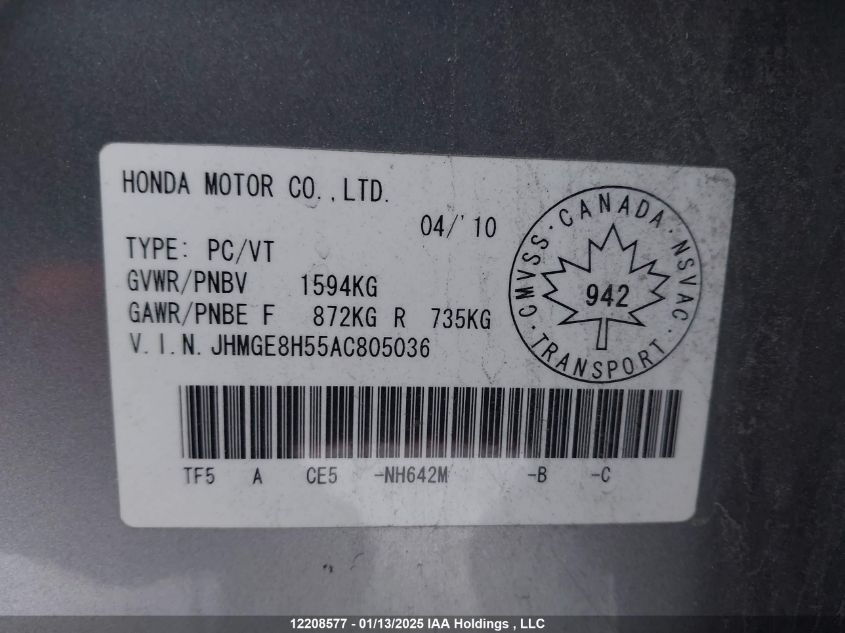 HONDA MOTOR CO.,LTD.
04/'10
TYPE: PC/VT
GVWR/PNBV 1594KG
GAWR/PNBE F 872KG R 735KG
V.I.N. JHMGE8H55AC805036
CMVSS · CANADA · NSVAC · TRANSPORT ·
942
TF5 A CE5 -NH642M -B -C
12208577 - 01/13/2025 IAA Holdings , LLC